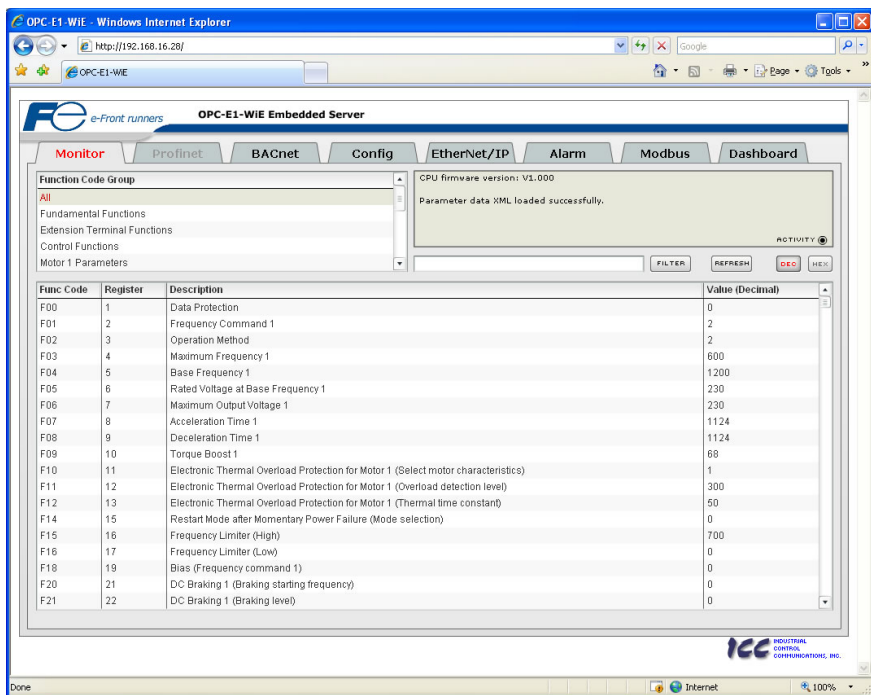 OPC-E1-WiE - Windows Internet Explorer
http://192.168.16.28/
Google
OPC-E1-WiE
Page
Tools
Fe e-Front runners
OPC-E1-WiE Embedded Server
Monitor Profinet BACnet Config EtherNet/IP Alarm Modbus Dashboard
Function Code Group
All
Fundamental Functions
Extension Terminal Functions
Control Functions
Motor 1 Parameters
CPU firmware version: V1.000
Parameter data XML loaded successfully.
ACTIVITY
FILTER REFRESH DEC HEX
Func Code Register Description Value (Decimal)
F00 1 Data Protection 0
F01 2 Frequency Command 1 2
F02 3 Operation Method 2
F03 4 Maximum Frequency 1 600
F04 5 Base Frequency 1 1200
F05 6 Rated Voltage at Base Frequency 1 230
F06 7 Maximum Output Voltage 1 230
F07 8 Acceleration Time 1 1124
F08 9 Deceleration Time 1 1124
F09 10 Torque Boost 1 68
F10 11 Electronic Thermal Overload Protection for Motor 1 (Select motor characteristics) 1
F11 12 Electronic Thermal Overload Protection for Motor 1 (Overload detection level) 300
F12 13 Electronic Thermal Overload Protection for Motor 1 (Thermal time constant) 50
F14 15 Restart Mode after Momentary Power Failure (Mode selection) 0
F15 16 Frequency Limiter (High) 700
F16 17 Frequency Limiter (Low) 0
F18 19 Bias (Frequency command 1) 0
F20 21 DC Braking 1 (Braking starting frequency) 0
F21 22 DC Braking 1 (Braking level) 0
ICC INDUSTRIAL
CONTROL
COMMUNICATIONS, INC.
Done
Internet
100%